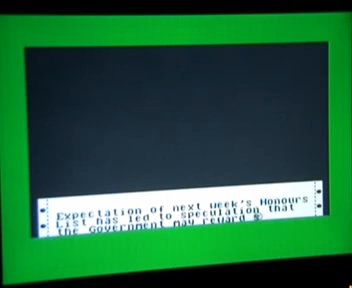 Expectation of next week's Honours
List has led to speculation that
the Government may reward